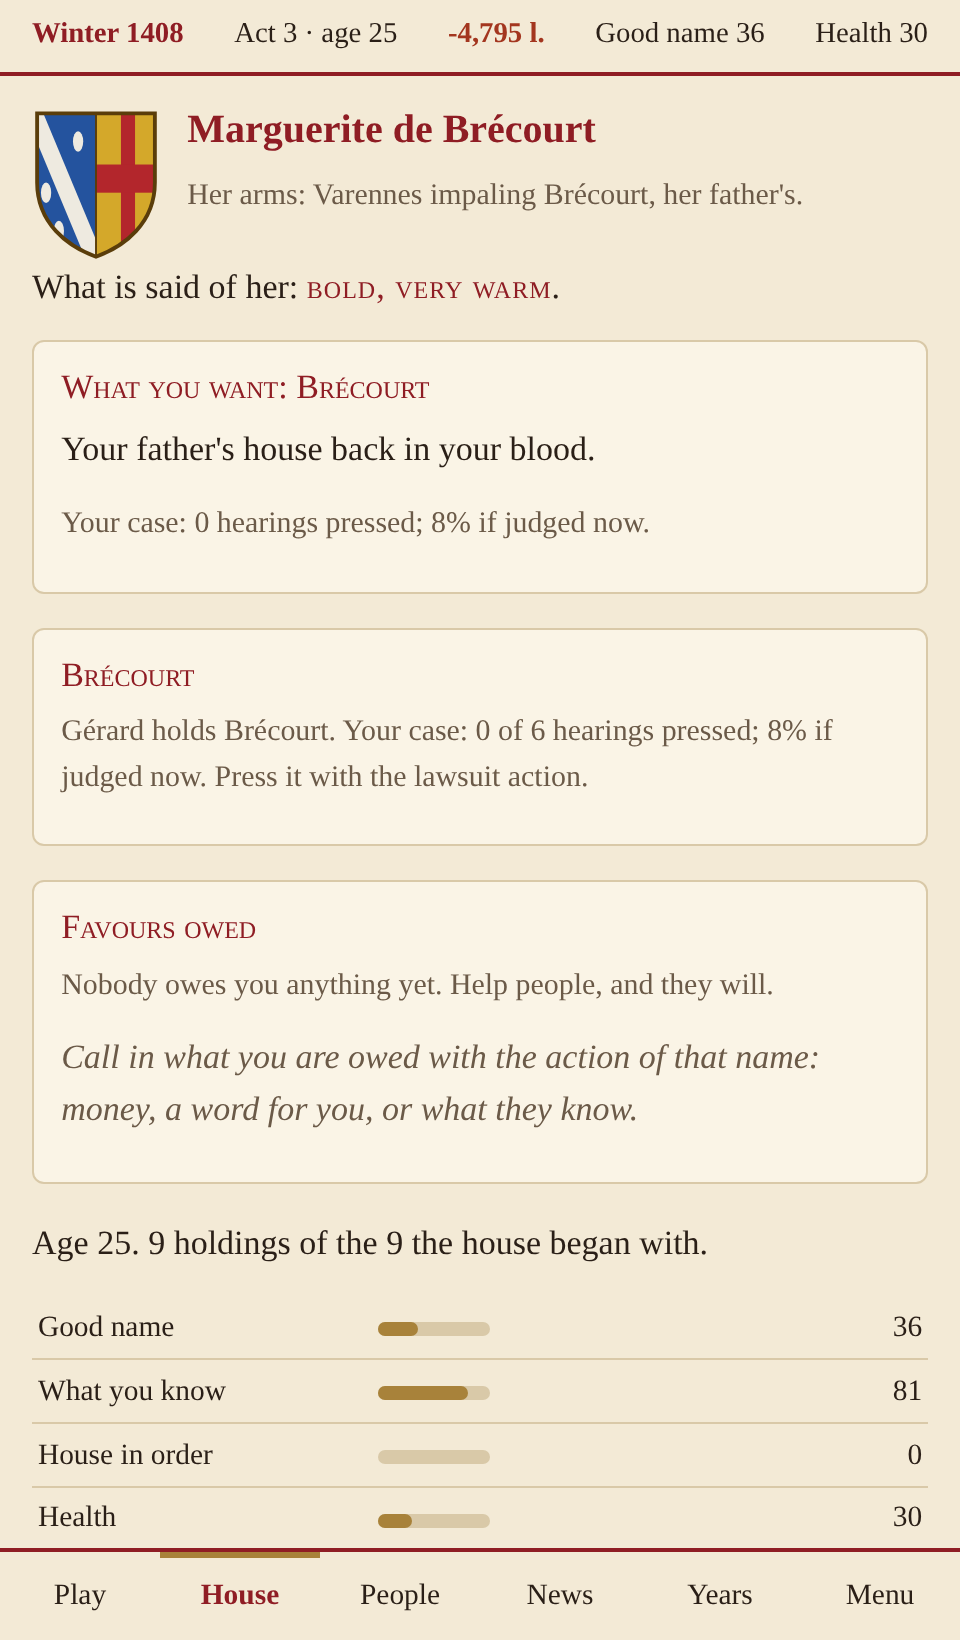 Winter 1408 Act 3 · age 25 -4,795 l. Good name 36 Health 30
Marguerite de Brécourt
Her arms: Varennes impaling Brécourt, her father's.
What is said of her: BOLD, VERY WARM.
What you want: Brécourt
Your father's house back in your blood.
Your case: 0 hearings pressed; 8% if judged now.
Brécourt
Gérard holds Brécourt. Your case: 0 of 6 hearings pressed; 8% if
judged now. Press it with the lawsuit action.
Favours owed
Nobody owes you anything yet. Help people, and they will.
Call in what you are owed with the action of that name:
money, a word for you, or what they know.
Age 25. 9 holdings of the 9 the house began with.
Good name 36
What you know 81
House in order 0
Health 30
Play House People News Years Menu